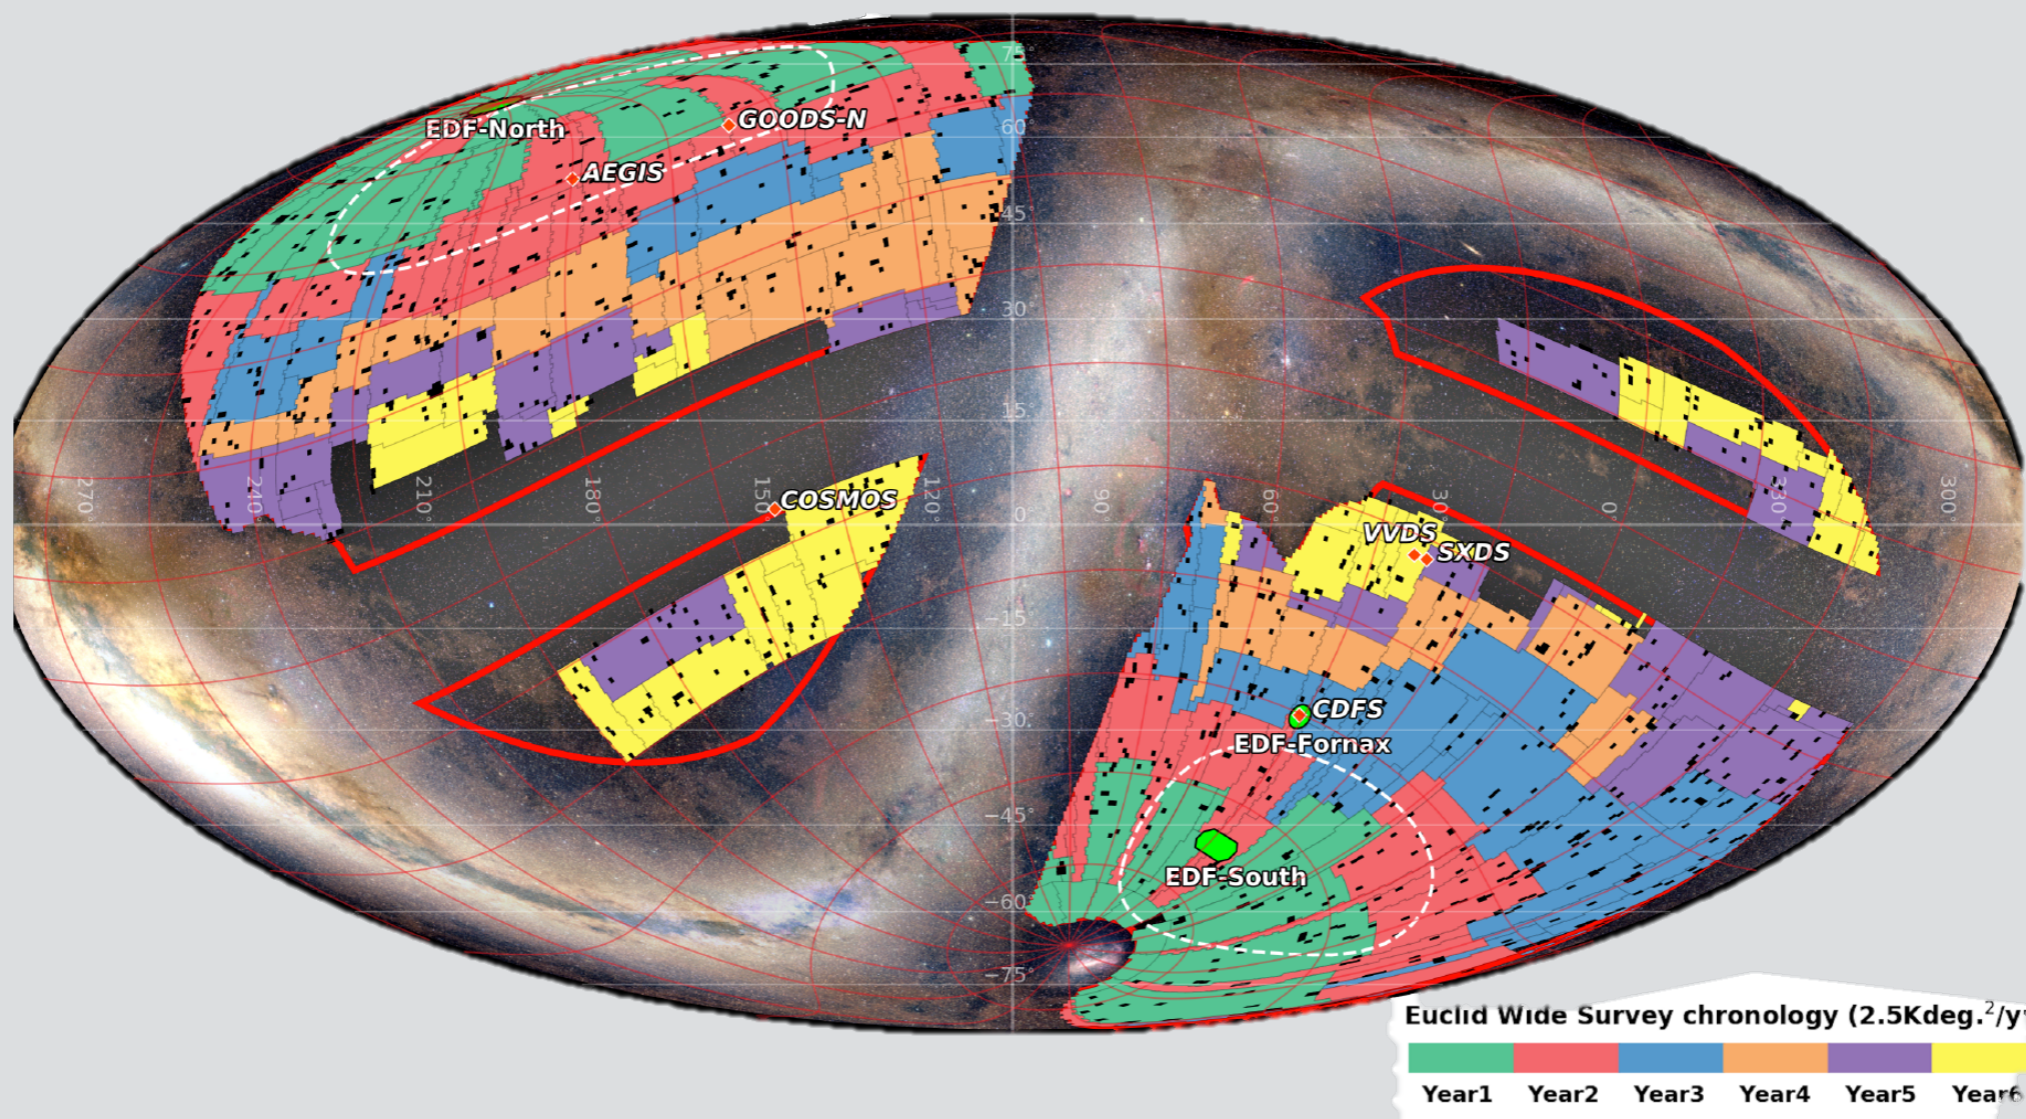 75°
GOODS-N
EDF-North
60°
AEGIS
45°
30°
15°
270°
240°
210°
180°
150°
COSMOS
120°
90
0°
60°
30°
0°
330°
300°
VVDS
SXDS
−15°
−30°
CDFS
EDF-Fornax
−45°
EDF-South
−60°
−75°
Euclid Wide Survey chronology (2.5Kdeg.²/y
Year1 Year2 Year3 Year4 Year5 Year6